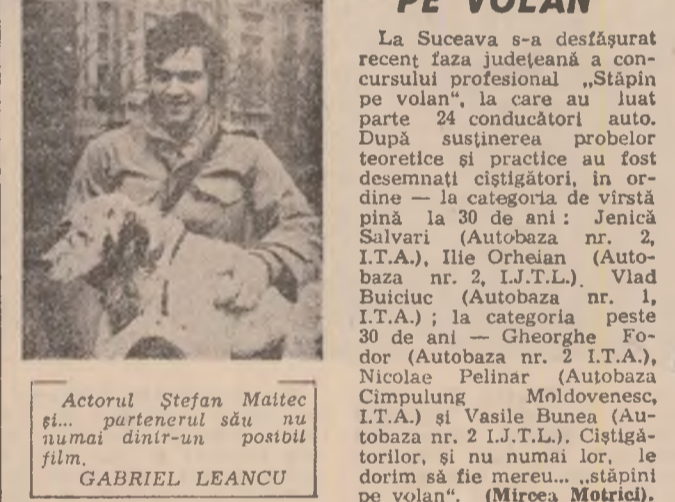 Actorul Ștefan Maitec
și... partenerul său nu
numai dintr-un postbil
film.
GABRIEL LEANCU
PE VOLAN
La Suceava s-a desfășurat
recent faza județeană a con-
cursului profesional „Stăpîn
pe volan“, la care au luat
parte 24 conducători auto.
După susținerea probelor
teoretice și practice au fost
desemnați cîștigători, în or-
dine — la categoria de vîrstă
pînă la 30 de ani : Jenică
Salvari (Autobaza nr. 2,
I.T.A.), Ilie Orheian (Auto-
baza nr. 2, I.J.T.L.). Vlad
Buiciuc (Autobaza nr. 1,
I.T.A.) ; la categoria peste
30 de ani — Gheorghe Fo-
dor (Autobaza nr. 2 I.T.A.),
Nicolae Pelinar (Autobaza
Cîmpulung Moldovenesc,
I.T.A.) și Vasile Bunea (Au-
tobaza nr. 2 I.J.T.L.). Cîștigă-
torilor, și nu numai lor, le
dorim să fie mereu... „stăpîni
pe volan“. (Mircea Motrici).